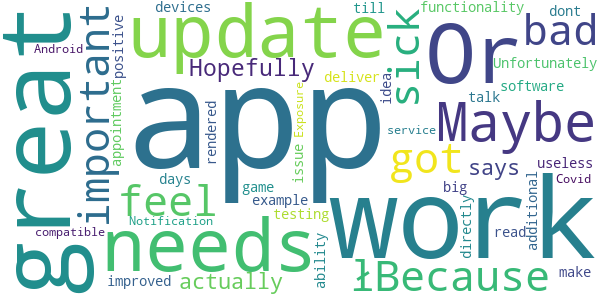 devices
till
functionality
dont
great
Android
important
positive
update
sick
or
bad
Hopefully
Unfortunately
deliver
idea
software
appointment
app
rendered
issue
Exposure
talk
Maybe
service
got
says
useless
days
game
big
Covid
feel
example
work
directly
additional
needs
Notification
testing
read
compatible
ability
improved
actually
łBecause
make